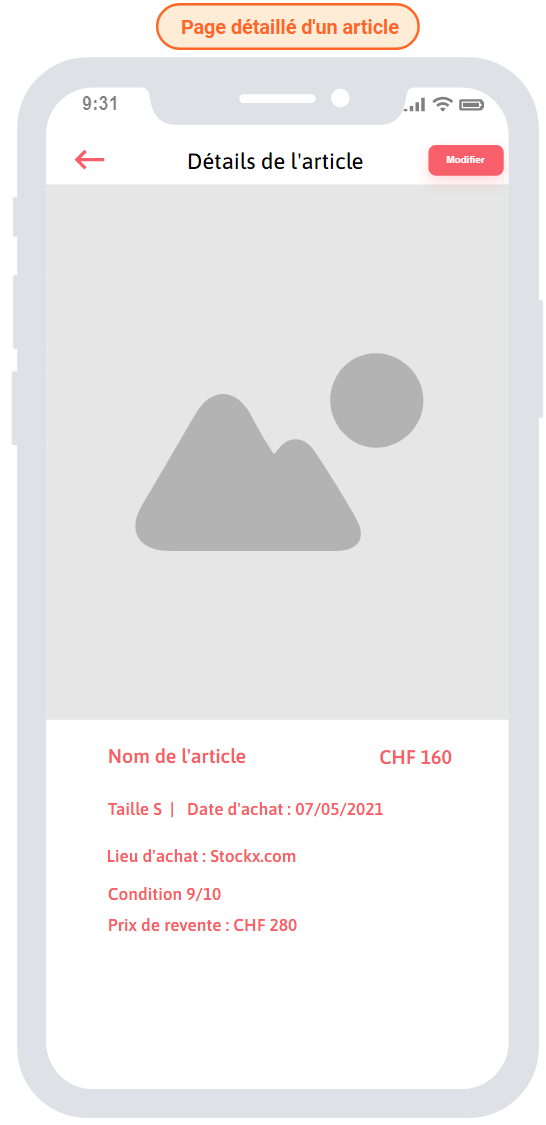 Page détaillé d'un article
9:31
Détails de l'article
Modifier
Nom de l'article
CHF 160
Taille S | Date d'achat : 07/05/2021
Lieu d'achat : Stockx.com
Condition 9/10
Prix de revente : CHF 280